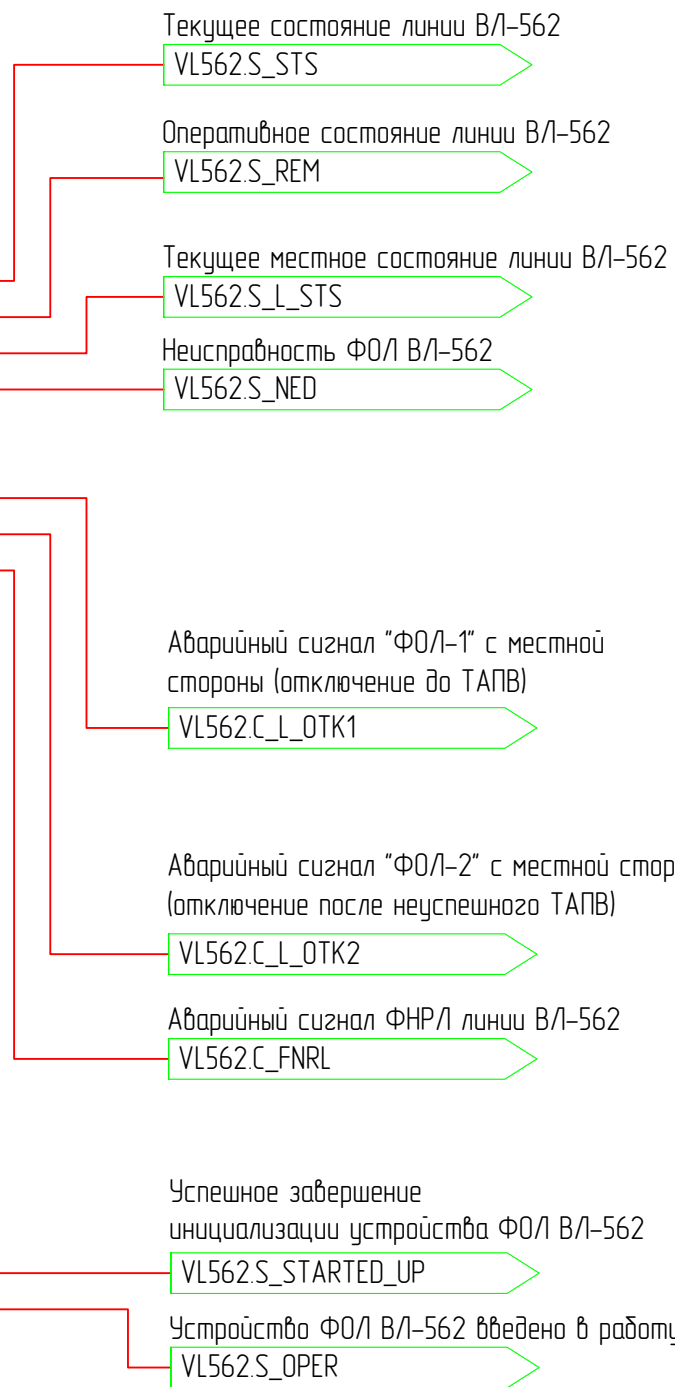 Текущее состояние линии ВЛ-562
VL562.S_STS
Оперативное состояние линии ВЛ-562
VL562.S_REM
Текущее местное состояние линии ВЛ-562
VL562.S_L_STS
Неисправность ФОЛ ВЛ-562
VL562.S_NED
Аварийный сигнал "ФОЛ-1" с местной
стороны (отключение до ТАПВ)
VL562.C_L_OTK1
Аварийный сигнал "ФОЛ-2" с местной стор
(отключение после неуспешного ТАПВ)
VL562.C_L_OTK2
Аварийный сигнал ФНРЛ линии ВЛ-562
VL562.C_FNRL
Успешное завершение
инициализации устройства ФОЛ ВЛ-562
VL562.S_STARTED_UP
Устройство ФОЛ ВЛ-562 введено в работу
VL562.S_OPER